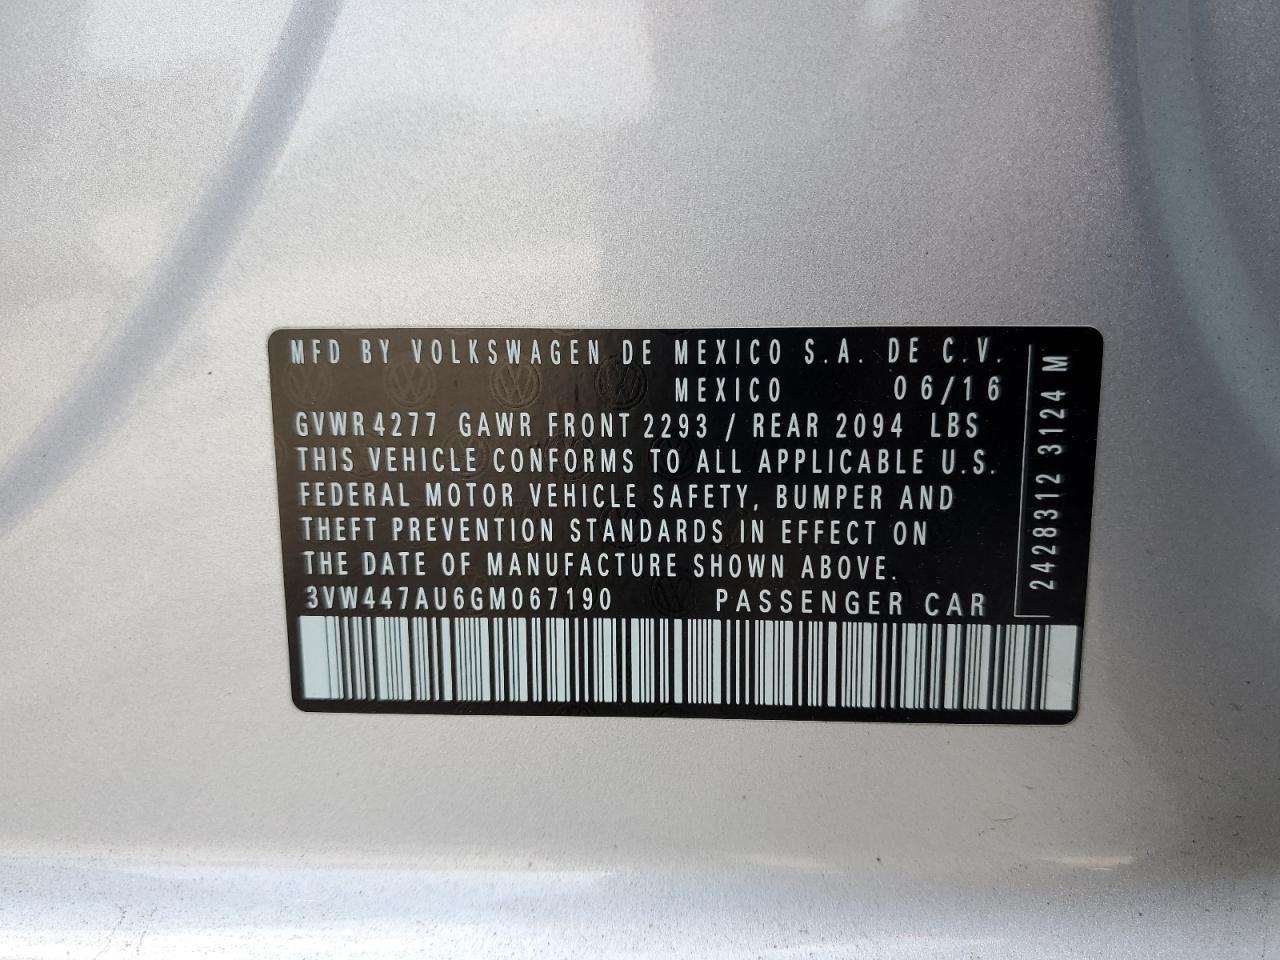 MFD BY VOLKSWAGEN DE MEXICO S.A. DE C.V.
MEXICO 06/16
GVWR 4277 GAWR FRONT 2293 / REAR 2094 LBS
THIS VEHICLE CONFORMS TO ALL APPLICABLE U.S.
FEDERAL MOTOR VEHICLE SAFETY, BUMPER AND
THEFT PREVENTION STANDARDS IN EFFECT ON
THE DATE OF MANUFACTURE SHOWN ABOVE.
3VW447AU6GM067190 PASSENGER CAR
2428312 3124 M